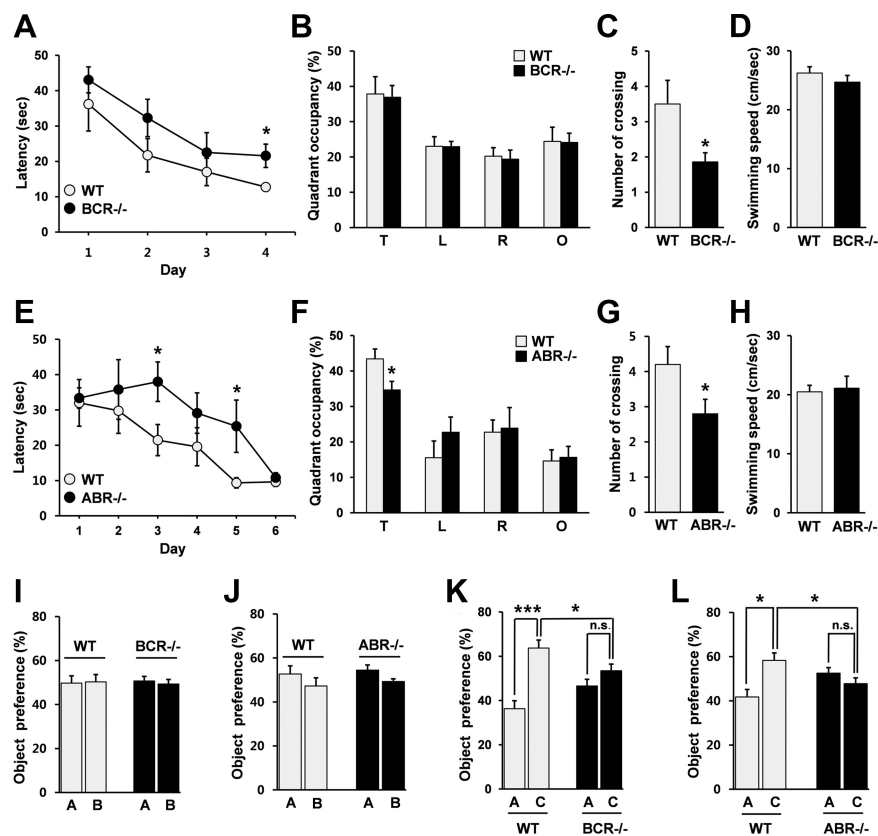 A
Latency (sec)
50
40
30
20
10
0
*
WT
BCR-/-
1 2 3 4
Day
B
Quadrant occupancy (%)
50
40
30
20
10
0
WT
BCR-/-
T L R O
C
Number of crossing
5
4
3
2
1
0
*
WT BCR-/-
D
Swimming speed (cm/sec)
30
20
10
0
WT BCR-/-
E
Latency (sec)
50
40
30
20
10
0
* *
WT
ABR-/-
1 2 3 4 5 6
Day
F
Quadrant occupancy (%)
50
40
30
20
10
0
*
WT
ABR-/-
T L R O
G
Number of crossing
5
4
3
2
1
0
*
WT ABR-/-
H
Swimming speed (cm/sec)
30
20
10
0
WT ABR-/-
I
Object preference (%)
80
60
40
20
0
WT BCR-/-
A B A B
J
Object preference (%)
80
60
40
20
0
WT ABR-/-
A B A B
K
Object preference (%)
80
60
40
20
0
*** *
n.s.
A C A C
WT BCR-/-
L
Object preference (%)
80
60
40
20
0
* *
n.s.
A C A C
WT ABR-/-